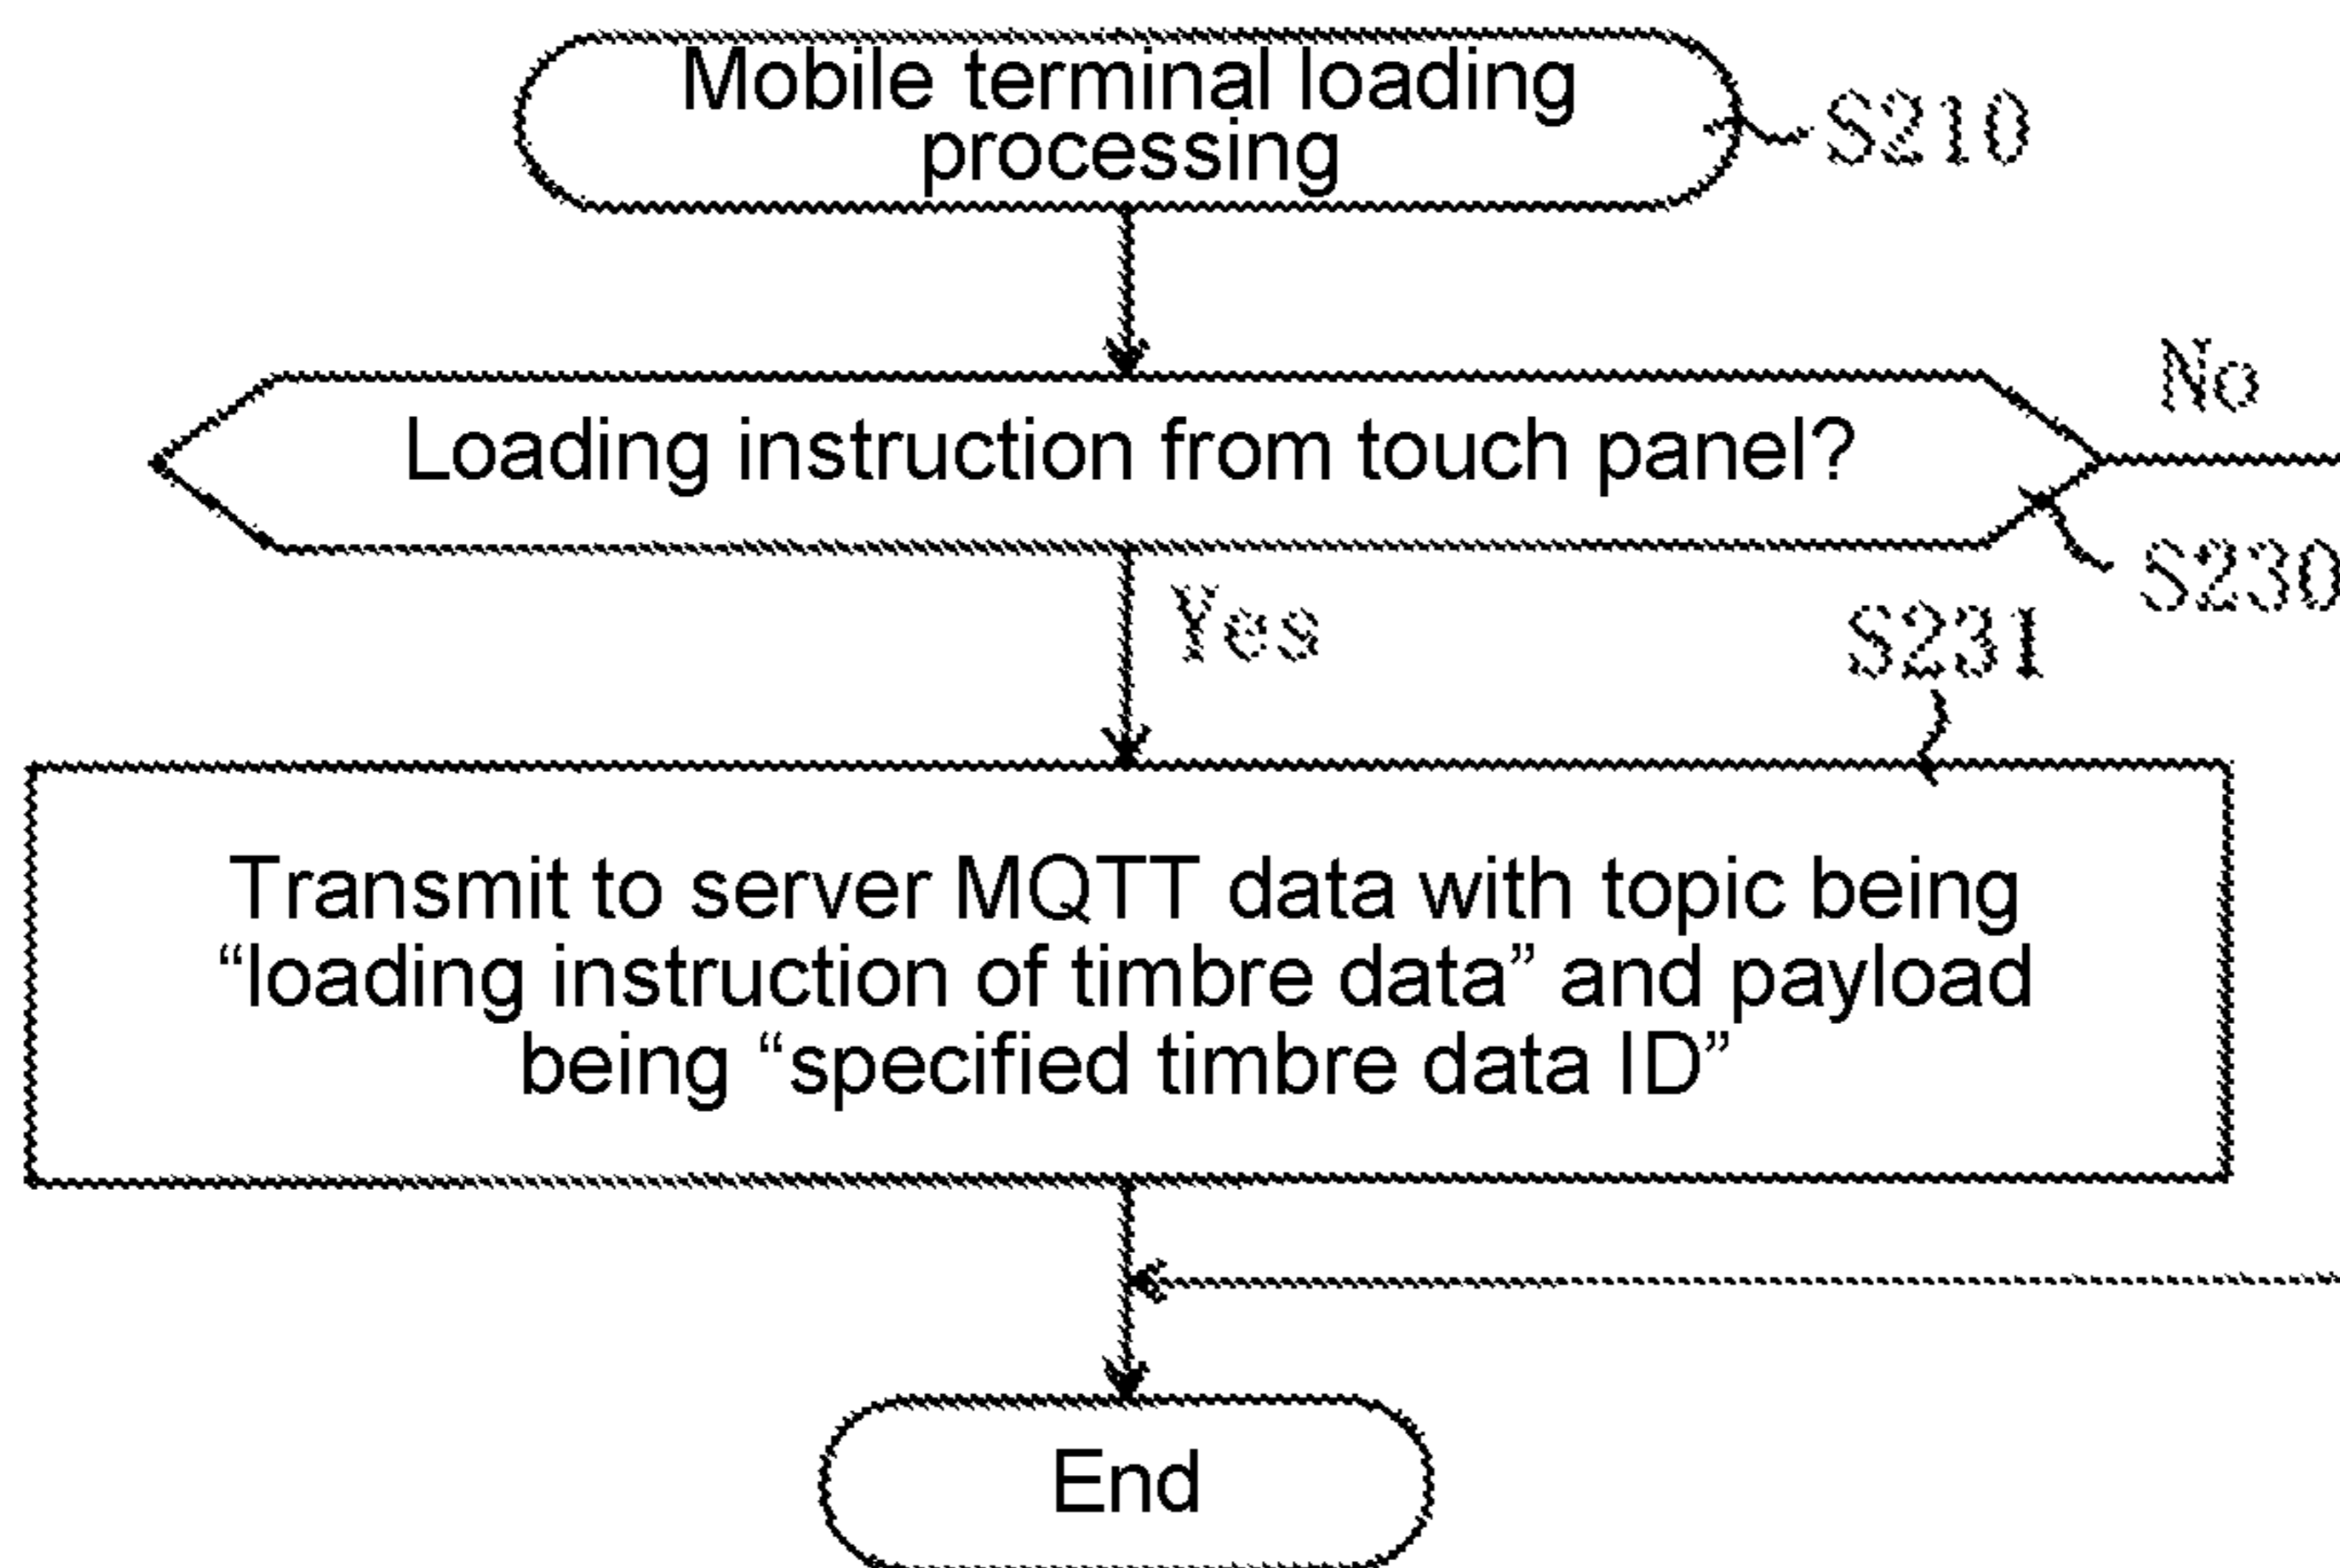 Mobile terminal loading
processing
S210
Loading instruction from touch panel?
No
S230
Yes
S231
Transmit to server MQTT data with topic being
“loading instruction of timbre data” and payload
being “specified timbre data ID”
End